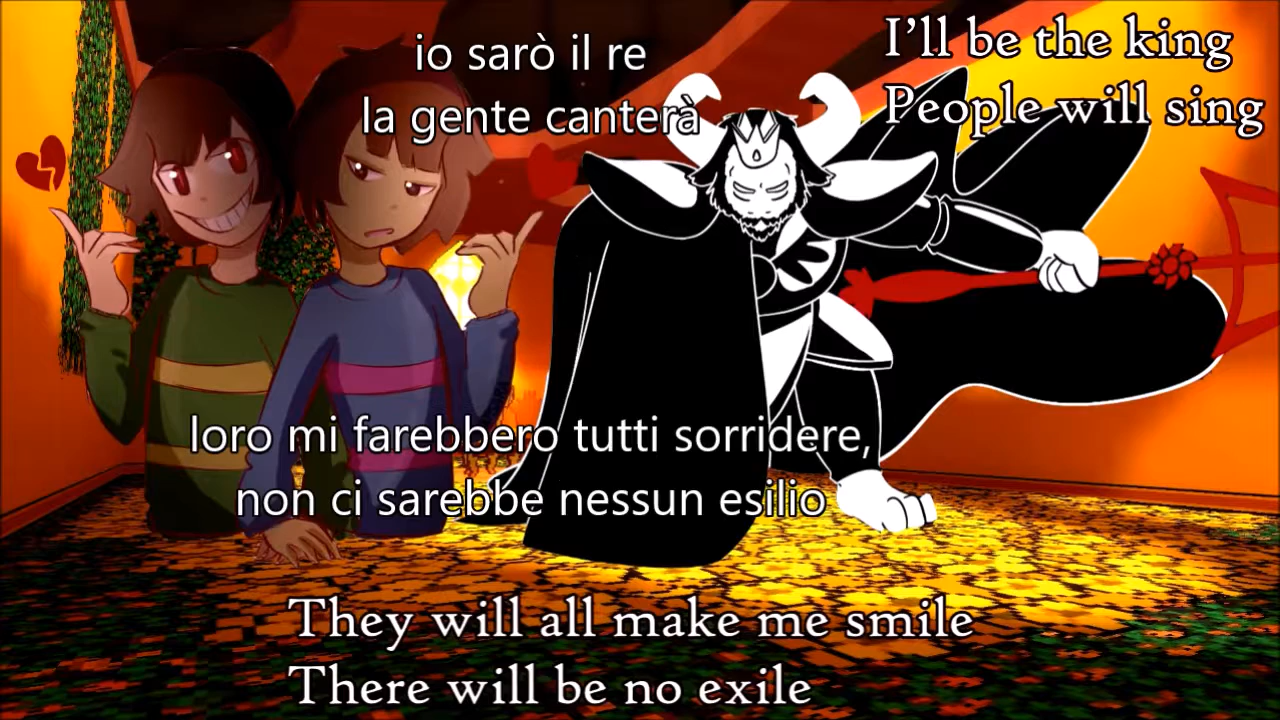 io sarò il re
la gente canterà
I’ll be the king
People will sing
loro mi farebbero tutti sorridere,
non ci sarebbe nessun esilio
They will all make me smile
There will be no exile